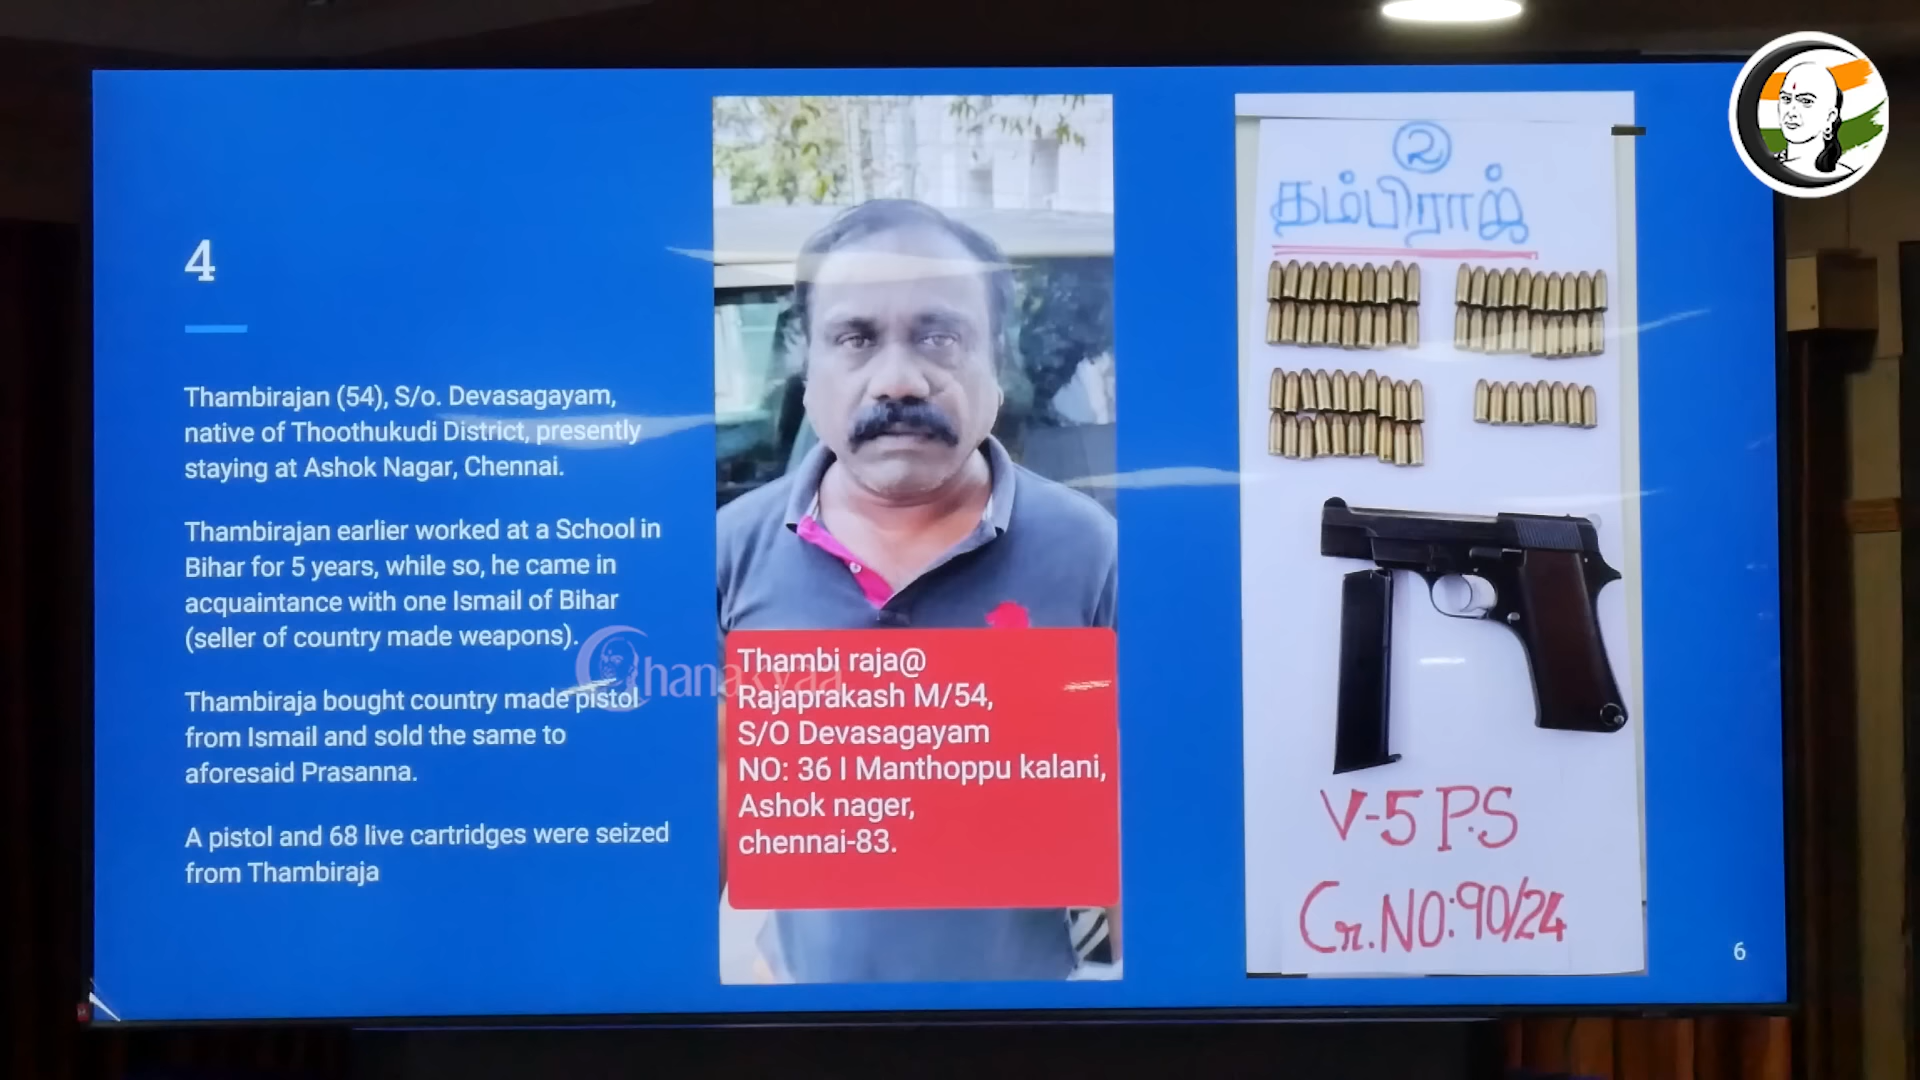 4
Thambirajan (54), S/o. Devasagayam,
native of Thoothukudi District, presently
staying at Ashok Nagar, Chennai.
Thambirajan earlier worked at a School in
Bihar for 5 years, while so, he came in
acquaintance with one Ismail of Bihar
(seller of country made weapons).
Thambiraja bought country made pistol
from Ismail and sold the same to
aforesaid Prasanna.
A pistol and 68 live cartridges were seized
from Thambiraja
Chanakyaa
Thambi raja@
Rajaprakash M/54,
S/O Devasagayam
NO: 36 I Manthoppu kalani,
Ashok nager,
chennai-83.
2
தம்பிராஜ்
V-5 P.S
Cr.NO:90/24
6